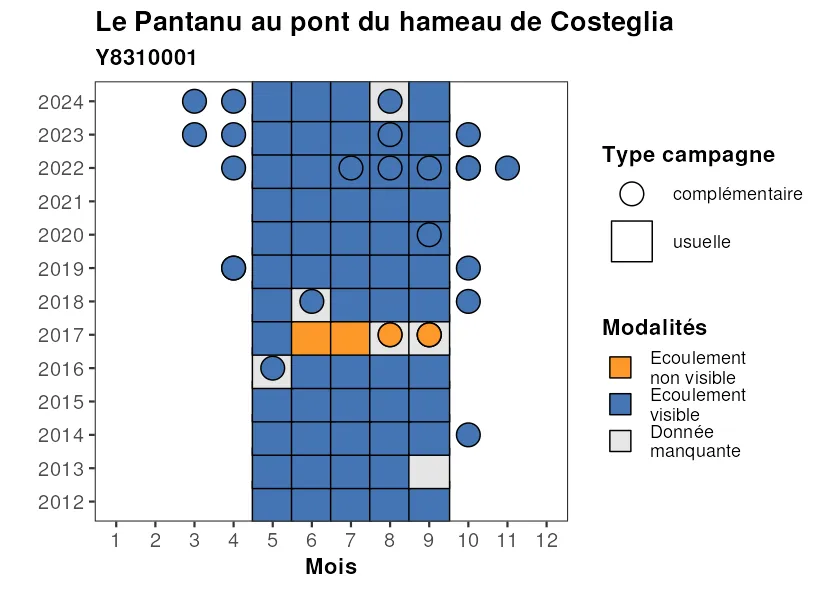 Le Pantanu au pont du hameau de Costeglia
Y8310001
2024
2023
2022
2021
2020
2019
2018
2017
2016
2015
2014
2013
2012
1 2 3 4 5 6 7 8 9 10 11 12
Mois
Type campagne
complémentaire
usuelle
Modalités
Ecoulement
non visible
Ecoulement
visible
Donnée
manquante